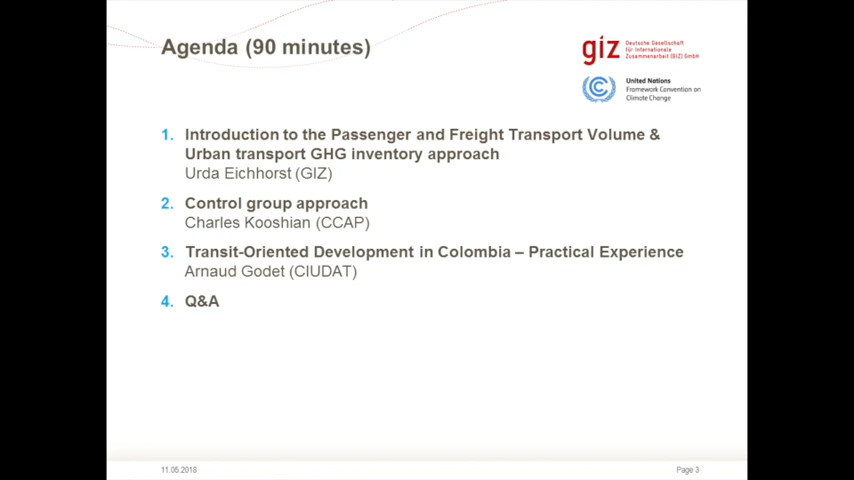 Agenda (90 minutes)
giz
Deutsche Gesellschaft
für Internationale
Zusammenarbeit (GIZ) GmbH
United Nations
Framework Convention on
Climate Change
1. Introduction to the Passenger and Freight Transport Volume &
Urban transport GHG inventory approach
Urda Eichhorst (GIZ)
2. Control group approach
Charles Kooshian (CCAP)
3. Transit-Oriented Development in Colombia – Practical Experience
Arnaud Godet (CIUDAT)
4. Q&A
11.05.2018
Page 3